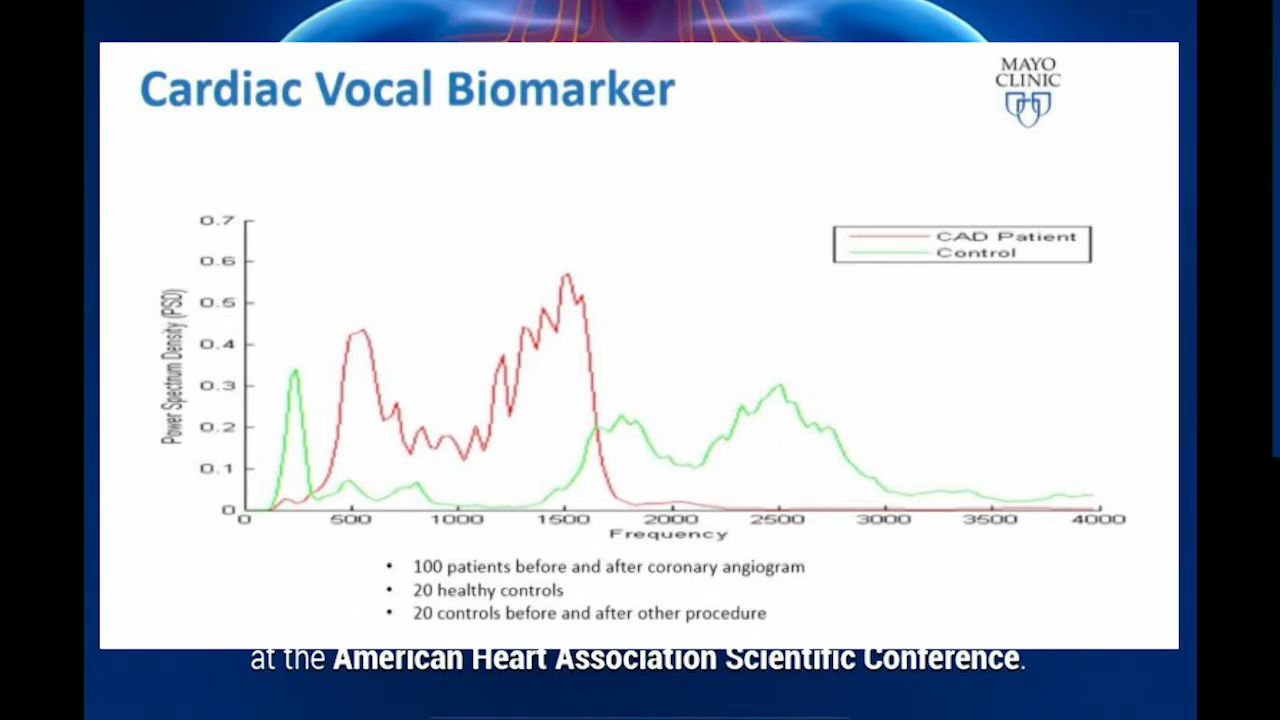 Cardiac Vocal Biomarker
MAYO
CLINIC
0.7
0.6
0.5
0.4
0.3
0.2
0.1
0
Power Spectrum Density (PSD)
CAD Patient
Control
0 500 1000 1500 2000 2500 3000 3500 4000
Frequency
• 100 patients before and after coronary angiogram
• 20 healthy controls
• 20 controls before and after other procedure
at the American Heart Association Scientific Conference.